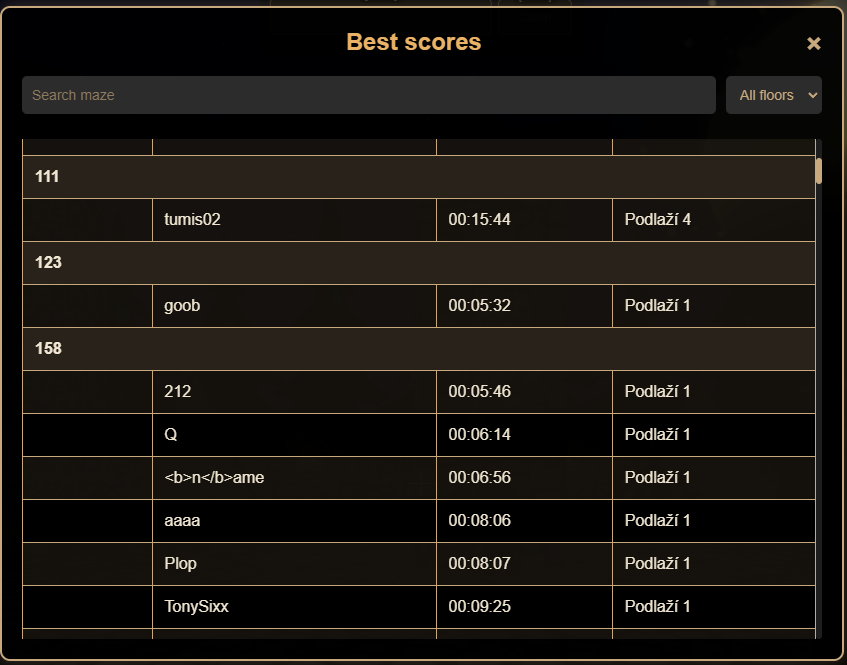 Best scores
×
Search maze
All floors
111
tumis02 00:15:44 Podlaží 4
123
goob 00:05:32 Podlaží 1
158
212 00:05:46 Podlaží 1
Q 00:06:14 Podlaží 1
<b>n</b>ame 00:06:56 Podlaží 1
aaaa 00:08:06 Podlaží 1
Plop 00:08:07 Podlaží 1
TonySixx 00:09:25 Podlaží 1